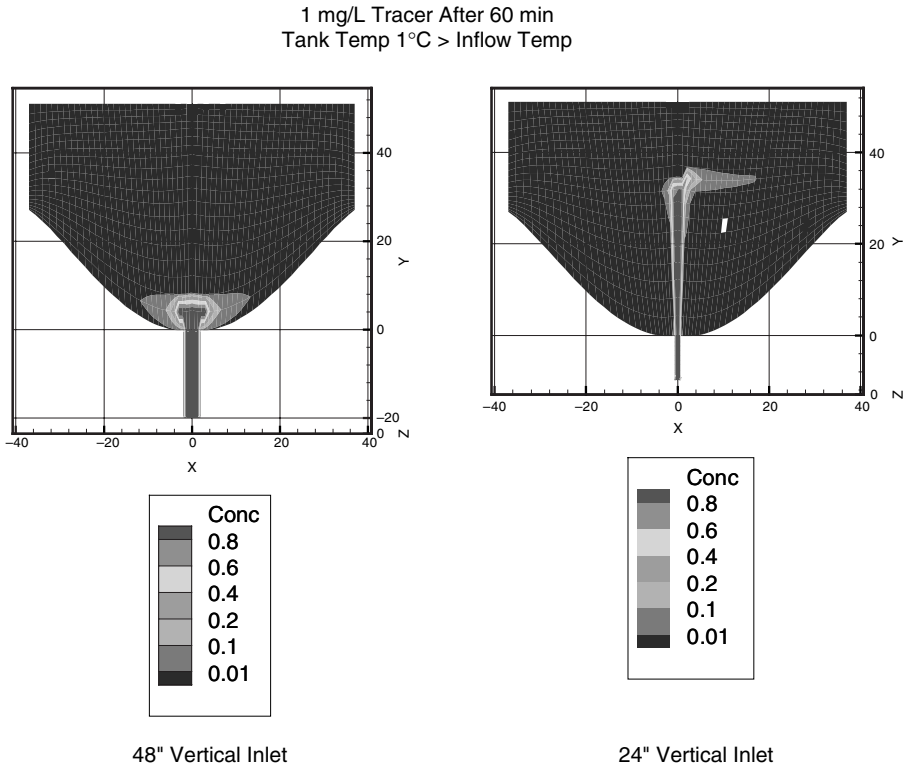 1 mg/L Tracer After 60 min
Tank Temp 1°C > Inflow Temp
40
20
0
–20
0
Y
Z
–40
–20
0
20
40
X
Conc
0.8
0.6
0.4
0.2
0.1
0.01
48" Vertical Inlet
40
20
0
0
Y
Z
–40
–20
0
20
40
X
Conc
0.8
0.6
0.4
0.2
0.1
0.01
24" Vertical Inlet